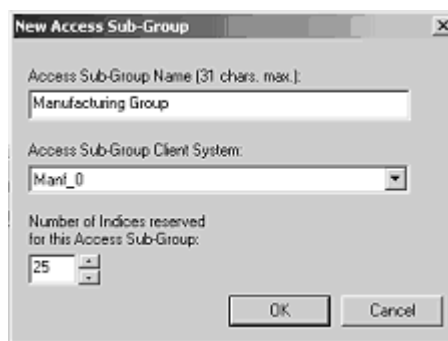 New Access Sub-Group
Access Sub-Group Name (31 chars. max.):
Manufacturing Group
Access Sub-Group Client System:
Manf_0
Number of Indices reserved
for this Access Sub-Group:
25
OK
Cancel